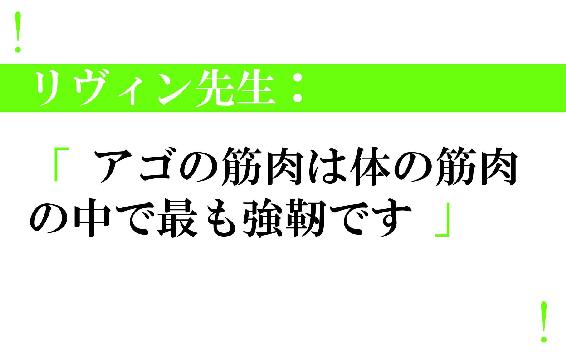 !
リヴィン先生：
「 アゴの筋肉は体の筋肉
の中で最も強靭です 」
!